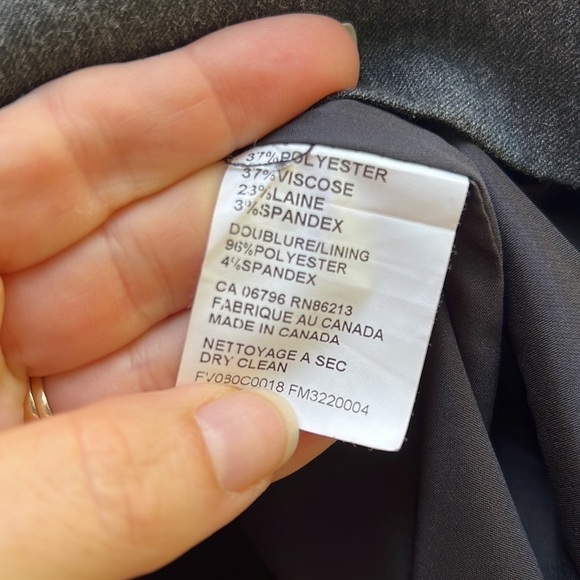 37%POLYESTER
37%VISCOSE
23%LAINE
3%SPANDEX
DOUBLURE/LINING
96%POLYESTER
4%SPANDEX
CA 06796 RN86213
FABRIQUE AU CANADA
MADE IN CANADA
NETTOYAGE A SEC
DRY CLEAN
FV080C0018 FM3220004